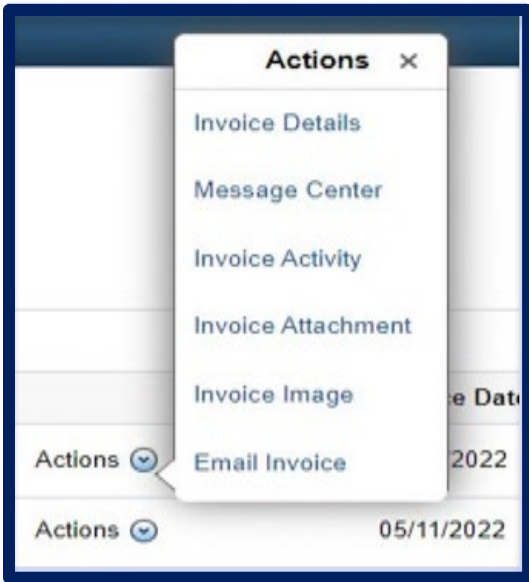 Actions ×
Invoice Details
Message Center
Invoice Activity
Invoice Attachment
Invoice Image
e Date
Actions
Email Invoice
2022
Actions
05/11/2022